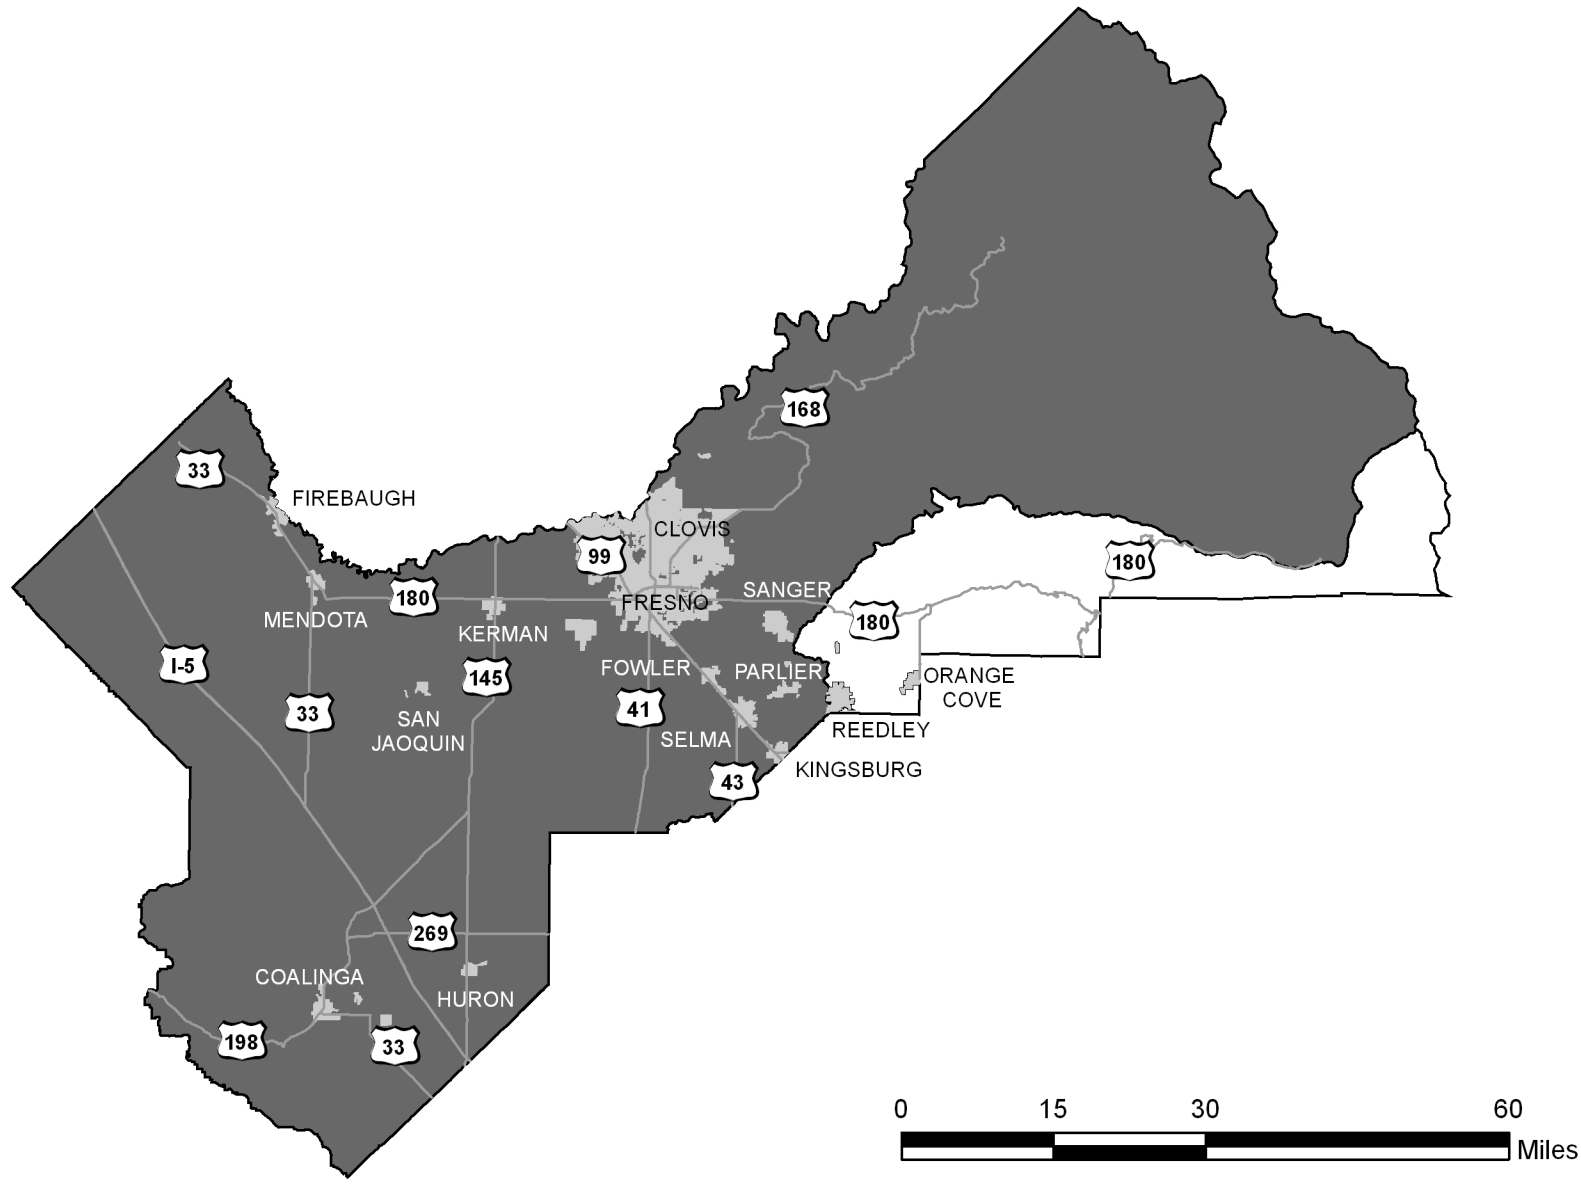 168
33
FIREBAUGH
CLOVIS
99
180
180
SANGER
FRESNO
MENDOTA
180
KERMAN
I-5
145
FOWLER
PARLIER
ORANGE
COVE
33
41
SAN
JAOQUIN
REEDLEY
SELMA
KINGSBURG
43
269
COALINGA
HURON
198
33
0 15 30 60
Miles